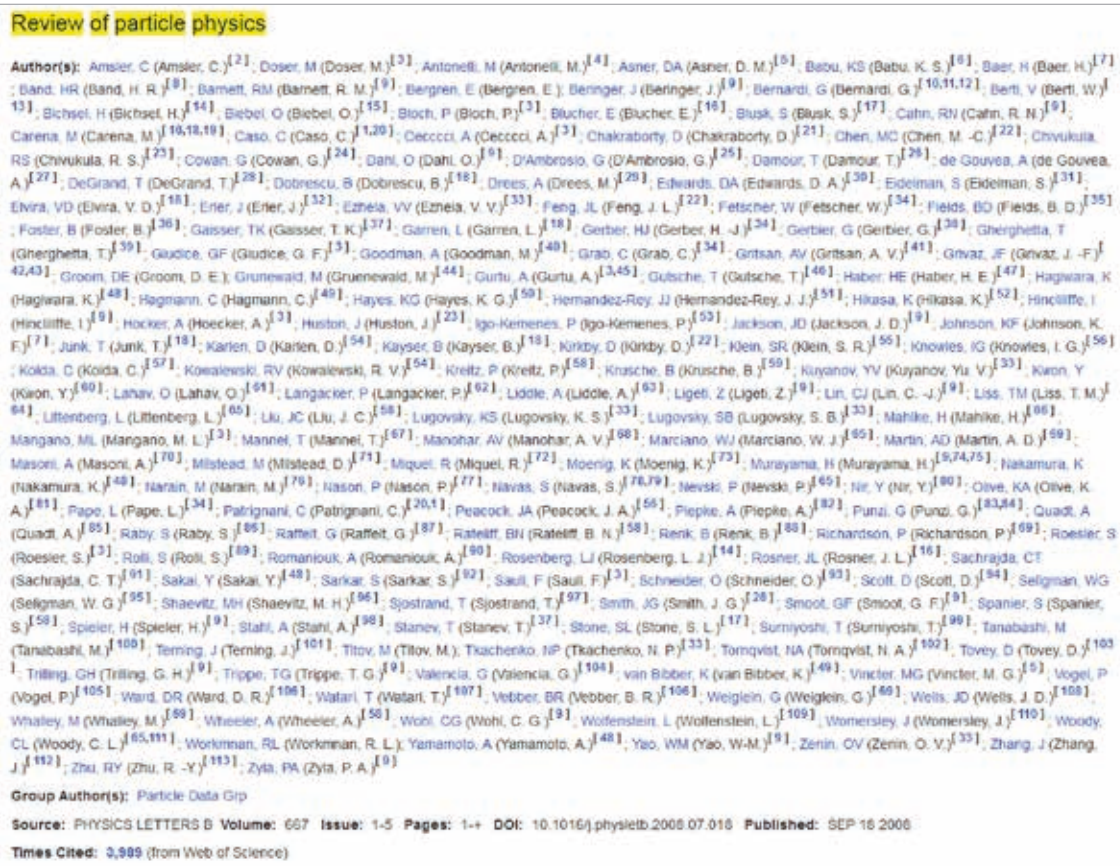 Review of particle physics
Author(s): Amsler, C (Amsler, C.)[2]; Doser, M (Doser, M.)[3]; Antonelli, M (Antonelli, M.)[4]; Asner, DA (Asner, D. M.)[5]; Babu, KS (Babu, K. S.)[6]; Baer, H (Baer, H.)[7]
; Band, HR (Band, H. R.)[8]; Barnett, RM (Barnett, R. M.)[9]; Bergren, E (Bergren, E.); Beringer, J (Beringer, J.)[9]; Bernardi, G (Bernardi, G.)[10,11,12]; Bertl, V (Bertl, W.)[
13]; Bichsel, H (Bichsel, H.)[14]; Biebel, O (Biebel, O.)[15]; Bloch, P (Bloch, P.)[3]; Blucher, E (Blucher, E.)[16]; Blusk, S (Blusk, S.)[17]; Cahn, RN (Cahn, R. N.)[9];
Carena, M (Carena, M.)[10,18,19]; Caso, C (Caso, C.)[1,20]; Ceccucci, A (Ceccucci, A.)[3]; Chakraborty, D (Chakraborty, D.)[21]; Chen, MC (Chen, M. -C.)[22]; Chivukula,
RS (Chivukula, R. S.)[23]; Cowan, G (Cowan, G.)[24]; Dahl, O (Dahl, O.)[9]; D'Ambrosio, G (D'Ambrosio, G.)[25]; Damour, T (Damour, T.)[26]; de Gouvea, A (de Gouvea,
A.)[27]; DeGrand, T (DeGrand, T.)[28]; Dobrescu, B (Dobrescu, B.)[18]; Drees, A (Drees, M.)[29]; Edwards, DA (Edwards, D. A.)[30]; Eidelman, S (Eidelman, S.)[31];
Elvira, VD (Elvira, V. D.)[18]; Erler, J (Erler, J.)[32]; Ezhela, VV (Ezhela, V. V.)[33]; Feng, JL (Feng, J. L.)[22]; Fetscher, W (Fetscher, W.)[34]; Fields, BD (Fields, B. D.)[35];
Foster, B (Foster, B.)[36]; Gaisser, TK (Gaisser, T. K.)[37]; Garren, L (Garren, L.)[18]; Gerber, HJ (Gerber, H. -J.)[34]; Gerbier, G (Gerbier, G.)[38]; Gherghetta, T
(Gherghetta, T.)[39]; Giudice, GF (Giudice, G. F.)[3]; Goodman, A (Goodman, M.)[40]; Grab, C (Grab, C.)[34]; Gritsan, AV (Gritsan, A. V.)[41]; Grivaz, JF (Grivaz, J. -F.)[
42,43]; Groom, DE (Groom, D. E.); Grunewald, M (Gruenewald, M.)[44]; Gurtu, A (Gurtu, A.)[3,45]; Gutsche, T (Gutsche, T.)[46]; Haber, HE (Haber, H. E.)[47]; Hagiwara, K
(Hagiwara, K.)[48]; Hagmann, C (Hagmann, C.)[49]; Hayes, KG (Hayes, K. G.)[50]; Hernandez-Rey, JJ (Hernandez-Rey, J. J.)[51]; Hikasa, K (Hikasa, K.)[52]; Hincliiffe, I
(Hincliiffe, I.)[9]; Hocker, A (Hoecker, A.)[3]; Huston, J (Huston, J.)[23]; Igo-Kemenes, P (Igo-Kemenes, P.)[53]; Jackson, JD (Jackson, J. D.)[9]; Johnson, KF (Johnson, K.
F.)[7]; Junk, T (Junk, T.)[18]; Karlen, D (Karlen, D.)[54]; Kayser, B (Kayser, B.)[18]; Kirkby, D (Kirkby, D.)[22]; Klein, SR (Klein, S. R.)[55]; Knowles, IG (Knowles, I. G.)[56]
; Kolda, C (Kolda, C.)[57]; Kowalewski, RV (Kowalewski, R. V.)[54]; Kreitz, P (Kreitz, P.)[58]; Krusche, B (Krusche, B.)[59]; Kuyanov, YV (Kuyanov, Yu. V.)[33]; Kwon, Y
(Kwon, Y.)[60]; Lahav, O (Lahav, O.)[61]; Langacker, P (Langacker, P.)[62]; Liddle, A (Liddle, A.)[63]; Ligeti, Z (Ligeti, Z.)[9]; Lin, CJ (Lin, C. -J.)[9]; Liss, TM (Liss, T. M.)[
64]; Littenberg, L (Littenberg, L.)[65]; Liu, JC (Liu, J. C.)[58]; Lugovsky, KS (Lugovsky, K. S.)[33]; Lugovsky, SB (Lugovsky, S. B.)[33]; Mahlke, H (Mahlke, H.)[66];
Mangano, ML (Mangano, M. L.)[3]; Mannel, T (Mannel, T.)[67]; Manohar, AV (Manohar, A. V.)[68]; Marciano, WJ (Marciano, W. J.)[65]; Martin, AD (Martin, A. D.)[69];
Masoni, A (Masoni, A.)[70]; Milstead, M (Milstead, D.)[71]; Miquel, R (Miquel, R.)[72]; Moenig, K (Moenig, K.)[73]; Murayama, H (Murayama, H.)[9,74,75]; Nakamura, K
(Nakamura, K.)[48]; Narain, M (Narain, M.)[76]; Nason, P (Nason, P.)[77]; Navas, S (Navas, S.)[78,79]; Nevski, P (Nevski, P.)[65]; Nir, Y (Nir, Y.)[80]; Olive, KA (Olive, K.
A.)[81]; Pape, L (Pape, L.)[34]; Patrignani, C (Patrignani, C.)[20,1]; Peacock, JA (Peacock, J. A.)[56]; Piepke, A (Piepke, A.)[82]; Punzi, G (Punzi, G.)[83,84]; Quadt, A
(Quadt, A.)[85]; Raby, S (Raby, S.)[86]; Raffelt, G (Raffelt, G.)[87]; Ratcliff, BN (Ratcliff, B. N.)[58]; Renk, B (Renk, B.)[88]; Richardson, P (Richardson, P.)[69]; Roesler, S
(Roesler, S.)[3]; Rolli, S (Rolli, S.)[89]; Romaniouk, A (Romaniouk, A.)[90]; Rosenberg, LJ (Rosenberg, L. J.)[14]; Rosner, JL (Rosner, J. L.)[16]; Sachrajda, CT
(Sachrajda, C. T.)[91]; Sakai, Y (Sakai, Y.)[48]; Sarkar, S (Sarkar, S.)[92]; Sauli, F (Sauli, F.)[3]; Schneider, O (Schneider, O.)[93]; Scott, D (Scott, D.)[94]; Seligman, WG
(Seligman, W. G.)[95]; Shaevitz, MH (Shaevitz, M. H.)[96]; Sjostrand, T (Sjostrand, T.)[97]; Smith, JG (Smith, J. G.)[28]; Smoot, GF (Smoot, G. F.)[9]; Spanier, S (Spanier,
S.)[58]; Spieler, H (Spieler, H.)[9]; Stahl, A (Stahl, A.)[98]; Stanev, T (Stanev, T.)[37]; Stone, SL (Stone, S. L.)[17]; Sumiyoshi, T (Sumiyoshi, T.)[99]; Tanabashi, M
(Tanabashi, M.)[100]; Terning, J (Terning, J.)[101]; Titov, M (Titov, M.); Tkachenko, NP (Tkachenko, N. P.)[33]; Tornqvist, NA (Tornqvist, N. A.)[102]; Tovey, D (Tovey, D.)[103
]; Trilling, GH (Trilling, G. H.)[9]; Trippe, TG (Trippe, T. G.)[9]; Valencia, G (Valencia, G.)[104]; van Bibber, K (van Bibber, K.)[49]; Vincter, MG (Vincter, M. G.)[5]; Vogel, P
(Vogel, P.)[105]; Ward, DR (Ward, D. R.)[106]; Watari, T (Watari, T.)[107]; Vebber, BR (Vebber, B. R.)[106]; Weiglein, G (Weiglein, G.)[69]; Wells, JD (Wells, J. D.)[108];
Whalley, M (Whalley, M.)[69]; Wheeler, A (Wheeler, A.)[58]; Wohl, CG (Wohl, C. G.)[9]; Wolfenstein, L (Wolfenstein, L.)[109]; Womersley, J (Womersley, J.)[110]; Woody,
CL (Woody, C. L.)[65,111]; Workman, RL (Workman, R. L.); Yamamoto, A (Yamamoto, A.)[48]; Yao, WM (Yao, W-M.)[9]; Zenin, OV (Zenin, O. V.)[33]; Zhang, J (Zhang,
J.)[112]; Zhu, RY (Zhu, R. -Y.)[113]; Zyla, PA (Zyla, P. A.)[9]
Group Author(s): Particle Data Grp
Source: PHYSICS LETTERS B Volume: 667 Issue: 1-5 Pages: 1-+ DOI: 10.1016/j.physletb.2008.07.018 Published: SEP 18 2008
Times Cited: 3,989 (from Web of Science)